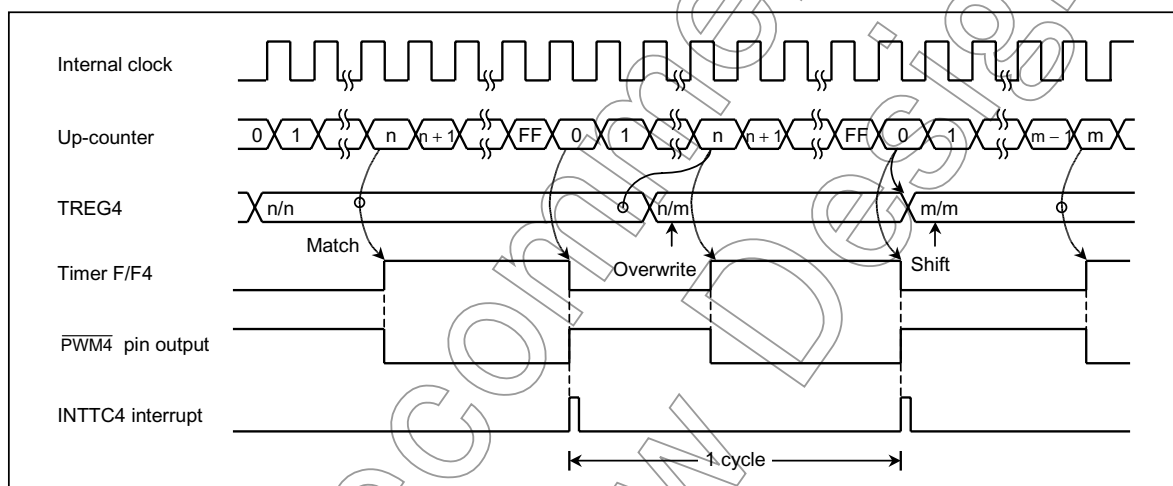 Internal clock
Up-counter
0 1 n n + 1 FF 0 1 n n + 1 FF 0 1 m – 1 m
TREG4
n/n n/m m/m
Match
Overwrite
Shift
Timer F/F4
PWM4 pin output
INTTC4 interrupt
1 cycle